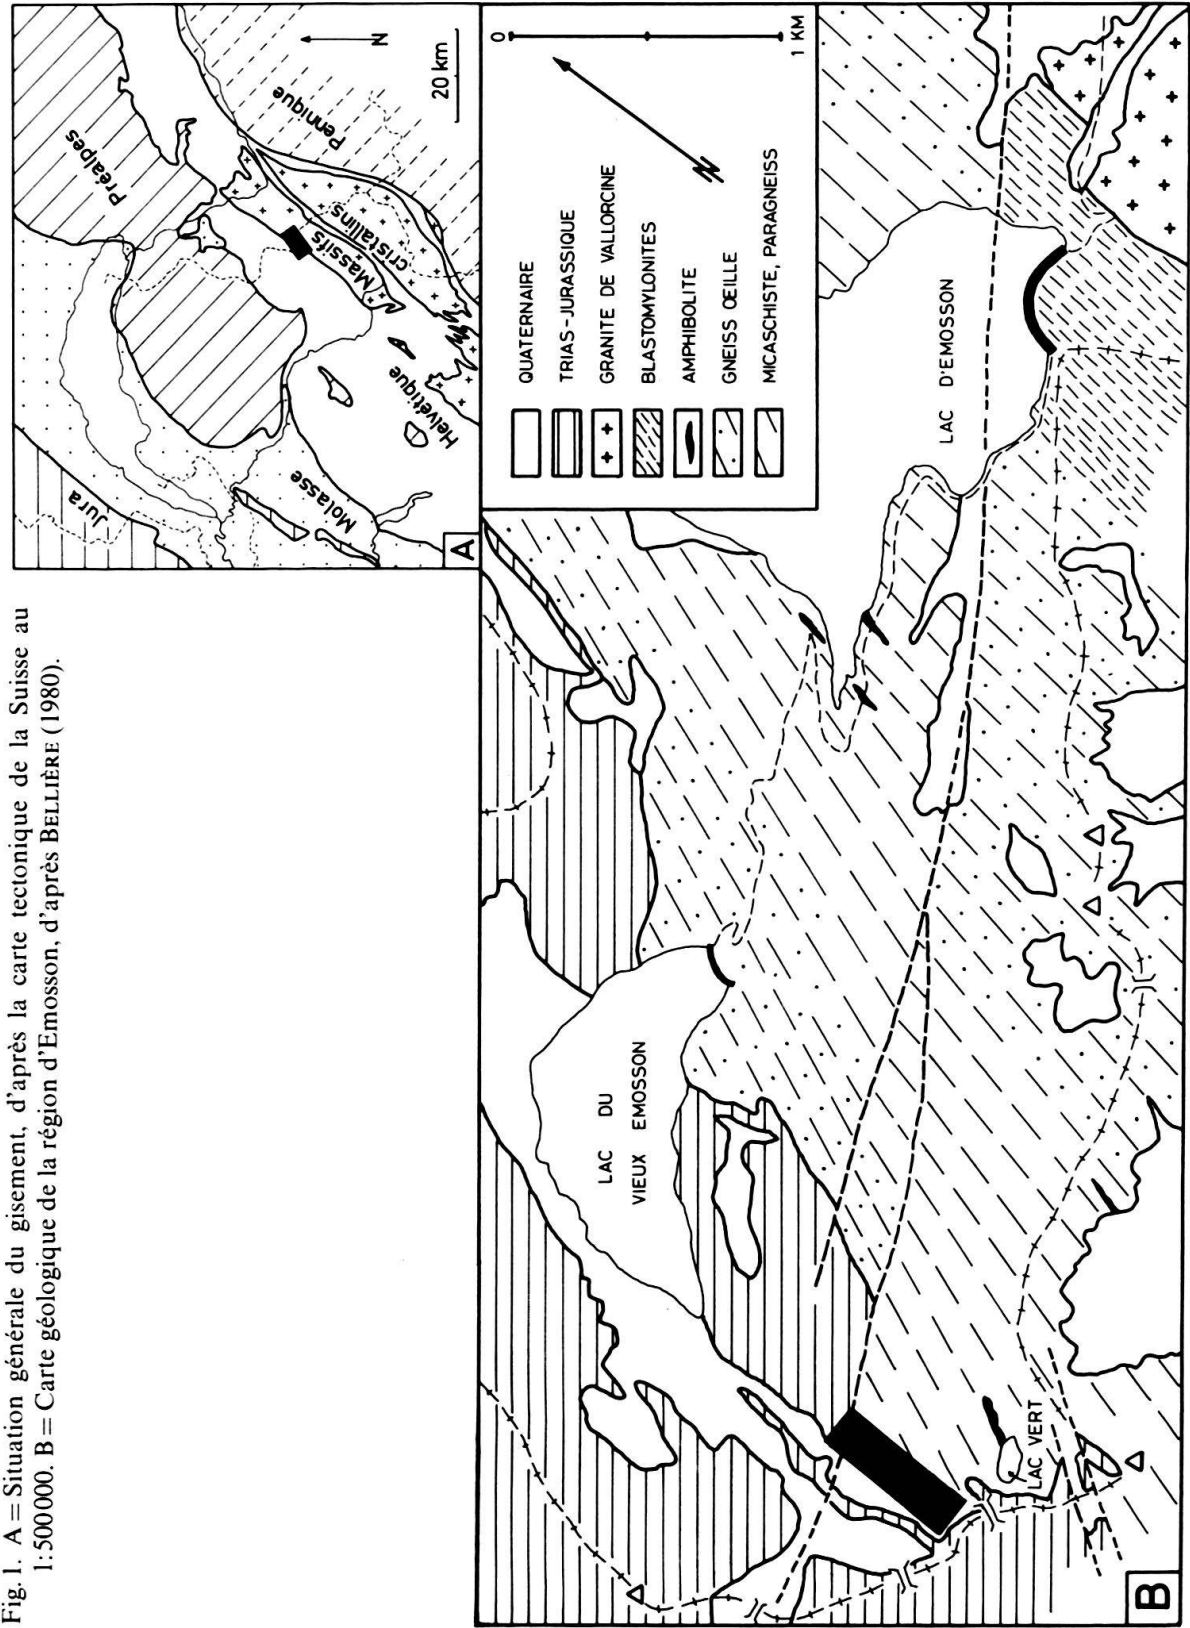 Fig. 1. A = Situation générale du gisement, d'après la carte tectonique de la Suisse au
1:500000. B = Carte géologique de la région d'Emosson, d'après BELLIÈRE (1980).
A
Jura
Molasse
Préalpes
Helvétique
Massifs
cristallins
Pennique
N
20 km
B
QUATERNAIRE
TRIAS-JURASSIQUE
GRANITE DE VALLORCINE
BLASTOMYLONITES
AMPHIBOLITE
GNEISS ŒILLE
MICASCHISTE, PARAGNEISS
N
0
1 KM
LAC DU
VIEUX EMOSSON
LAC D'EMOSSON
LAC VERT